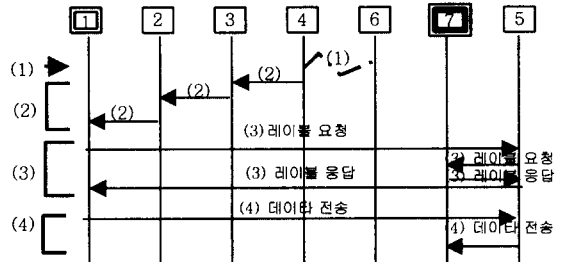 1 2 3 4 6 7 5
(1) (1)
(2)
(2) (2)
(2)
(3) 레이블 요청
(3) 레이블 요청
(3) (3) 레이블 응답 (3) 레이블 응답
(4) 데이타 전송
(4) 4) 데이타 전송